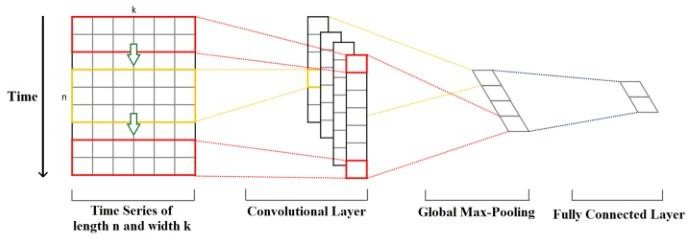 k
Time
n
Time Series of
length n and width k
Convolutional Layer
Global Max-Pooling
Fully Connected Layer